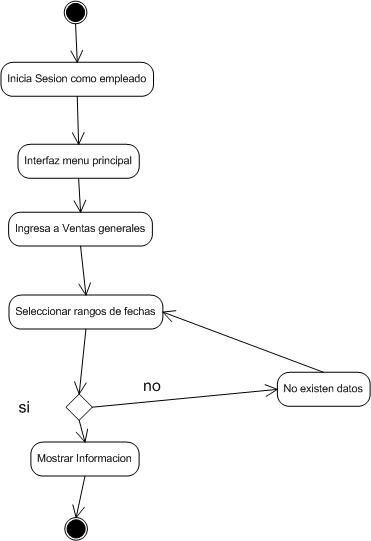 Inicia Sesion como empleado
Interfaz menu principal
Ingresa a Ventas generales
Seleccionar rangos de fechas
no
No existen datos
si
Mostrar Informacion